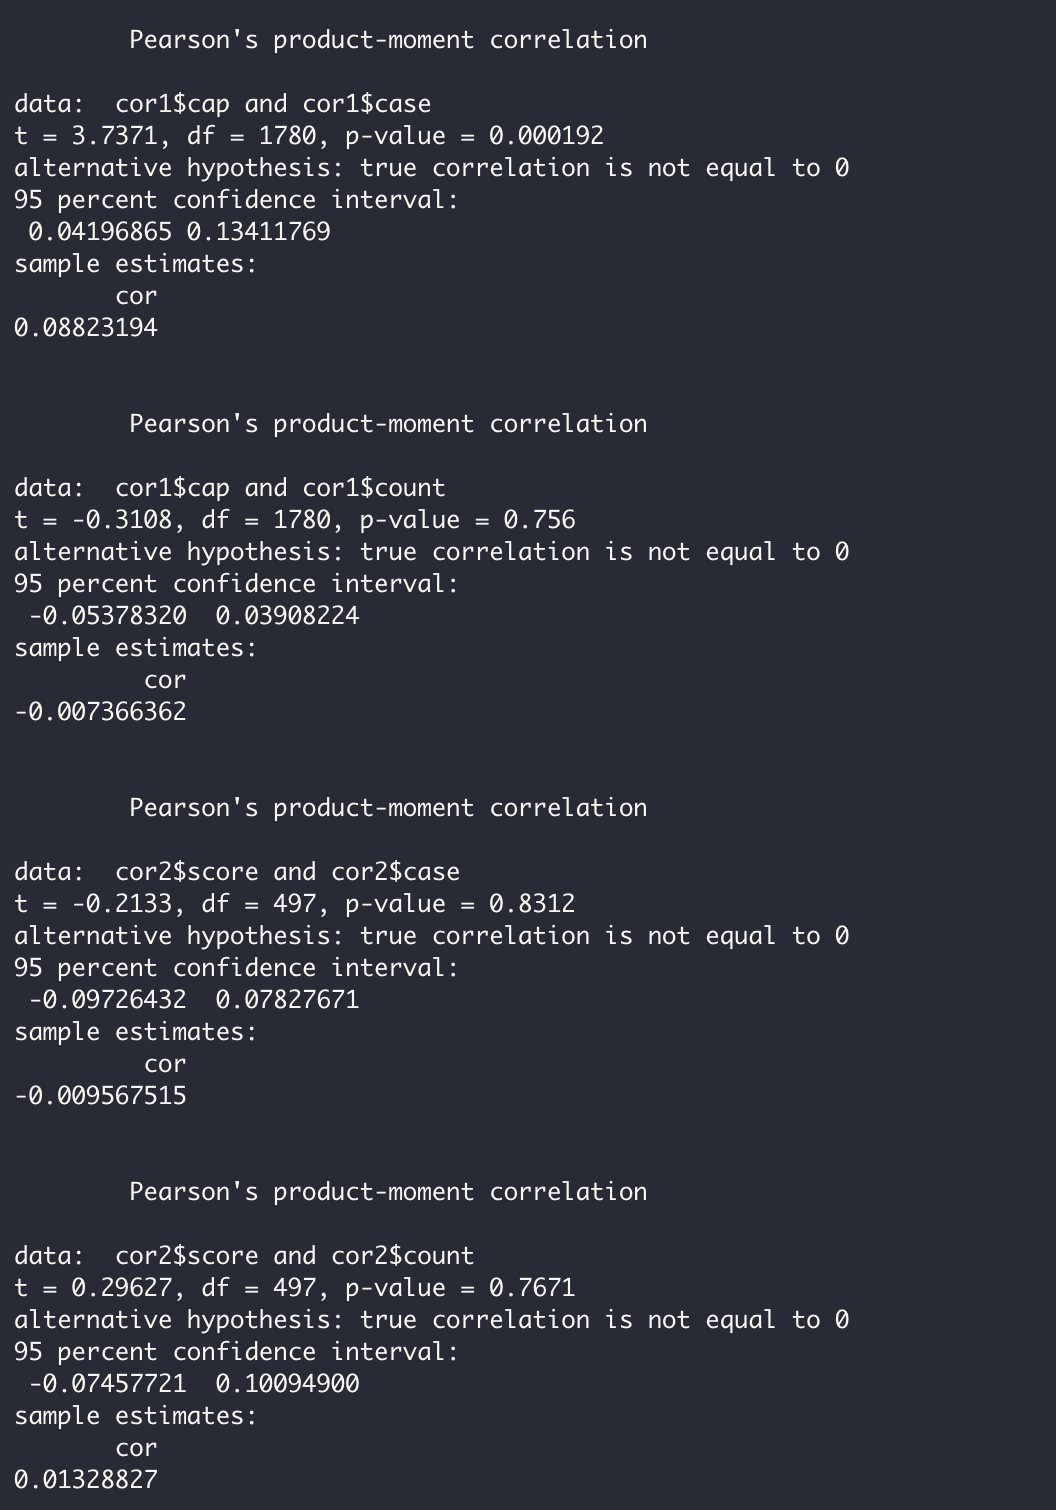 Pearson's product-moment correlation
data:  cor1$cap and cor1$case
t = 3.7371, df = 1780, p-value = 0.000192
alternative hypothesis: true correlation is not equal to 0
95 percent confidence interval:
 0.04196865 0.13411769
sample estimates:
       cor
0.08823194
Pearson's product-moment correlation
data:  cor1$cap and cor1$count
t = -0.3108, df = 1780, p-value = 0.756
alternative hypothesis: true correlation is not equal to 0
95 percent confidence interval:
 -0.05378320  0.03908224
sample estimates:
         cor
-0.007366362
Pearson's product-moment correlation
data:  cor2$score and cor2$case
t = -0.2133, df = 497, p-value = 0.8312
alternative hypothesis: true correlation is not equal to 0
95 percent confidence interval:
 -0.09726432  0.07827671
sample estimates:
         cor
-0.009567515
Pearson's product-moment correlation
data:  cor2$score and cor2$count
t = 0.29627, df = 497, p-value = 0.7671
alternative hypothesis: true correlation is not equal to 0
95 percent confidence interval:
 -0.07457721  0.10094900
sample estimates:
       cor
0.01328827